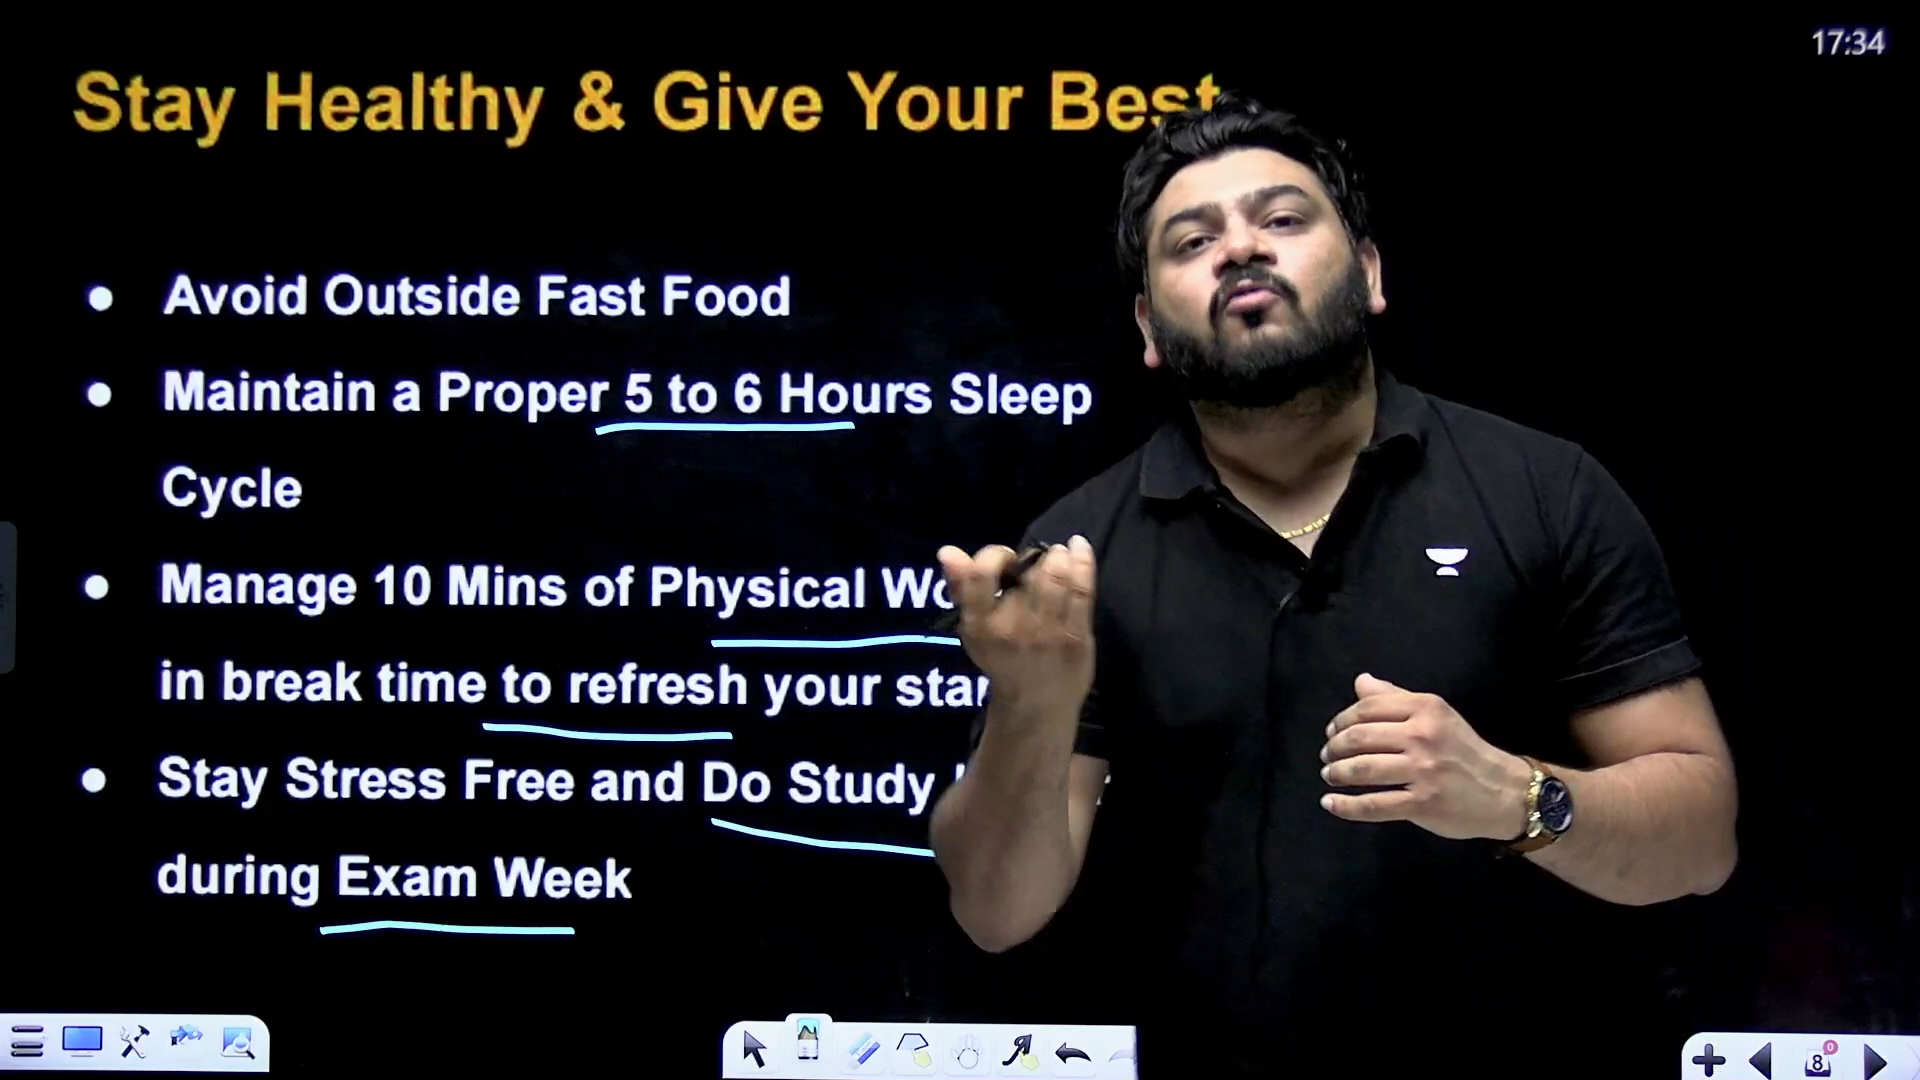 17:34
Stay Healthy & Give Your Best
● Avoid Outside Fast Food
● Maintain a Proper 5 to 6 Hours Sleep
Cycle
● Manage 10 Mins of Physical
in break time to refresh your
● Stay Stress Free and Do Study
during Exam Week
8
0